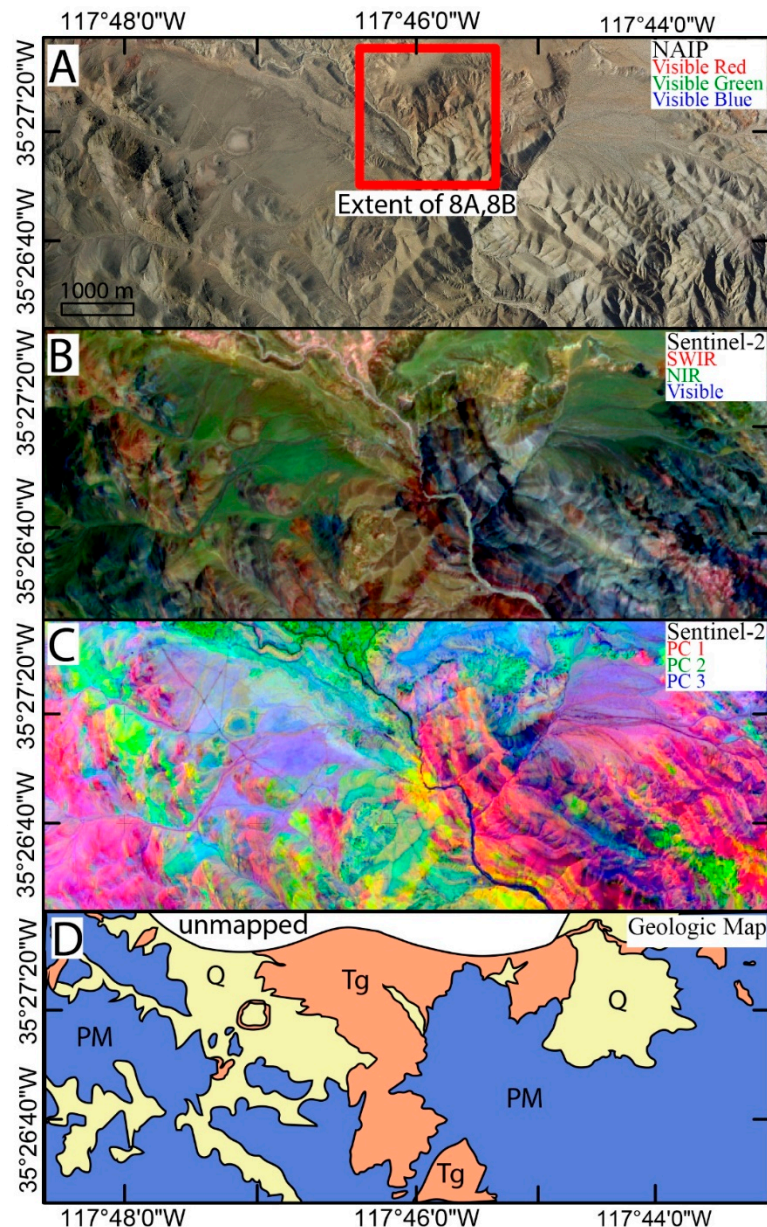 117°48'0"W 117°46'0"W 117°44'0"W
A
NAIP
Visible Red
Visible Green
Visible Blue
35°27'20"W
35°26'40"W
Extent of 8A,8B
1000 m
B
Sentinel-2
SWIR
NIR
Visible
35°27'20"W
35°26'40"W
C
Sentinel-2
PC 1
PC 2
PC 3
35°27'20"W
35°26'40"W
D
unmapped
Geologic Map
Q
Tg
Q
PM
PM
Tg
35°27'20"W
35°26'40"W
117°48'0"W 117°46'0"W 117°44'0"W